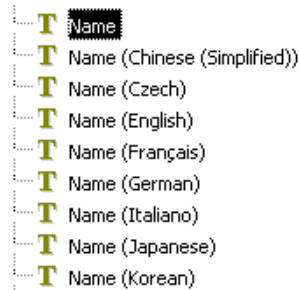 Name
Name (Chinese (Simplified))
Name (Czech)
Name (English)
Name (Français)
Name (German)
Name (Italiano)
Name (Japanese)
Name (Korean)